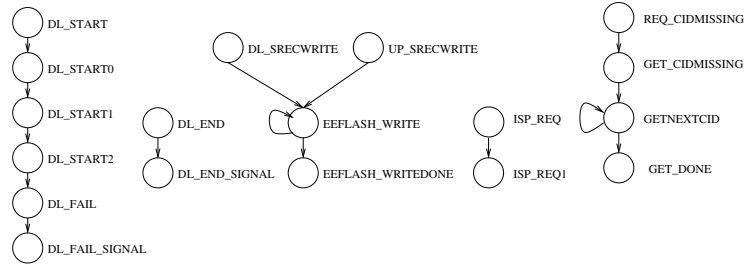 DL_START
DL_START0
DL_START1
DL_START2
DL_FAIL
DL_FAIL_SIGNAL
DL_END
DL_END_SIGNAL
DL_SRECWRITE
UP_SRECWRITE
EEFLASH_WRITE
EEFLASH_WRITEDONE
ISP_REQ
ISP_REQ1
REQ_CIDMISSING
GET_CIDMISSING
GETNEXTCID
GET_DONE